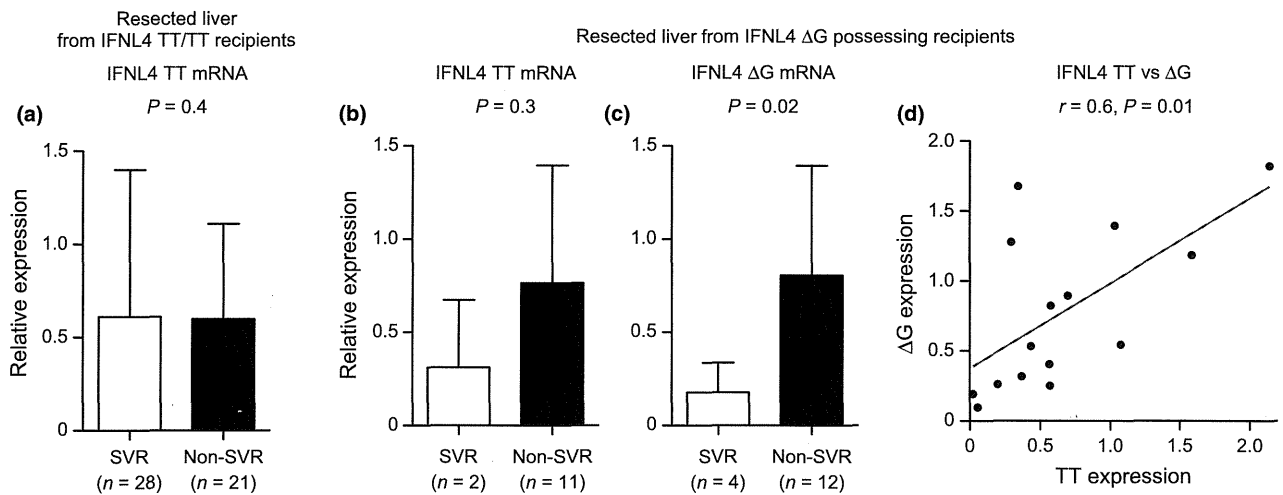 Resected liver
from IFNL4 TT/TT recipients
Resected liver from IFNL4 ΔG possessing recipients
IFNL4 TT mRNA
P = 0.4
(a)
Relative expression
1.5
1.0
0.5
0
SVR
(n = 28)
Non-SVR
(n = 21)
IFNL4 TT mRNA
P = 0.3
(b)
Relative expression
1.5
1.0
0.5
0
SVR
(n = 2)
Non-SVR
(n = 11)
IFNL4 ΔG mRNA
P = 0.02
(c)
1.5
1.0
0.5
0
SVR
(n = 4)
Non-SVR
(n = 12)
IFNL4 TT vs ΔG
r = 0.6, P = 0.01
(d)
ΔG expression
2.0
1.5
1.0
0.5
0
0
0.5
1.0
1.5
2.0
TT expression